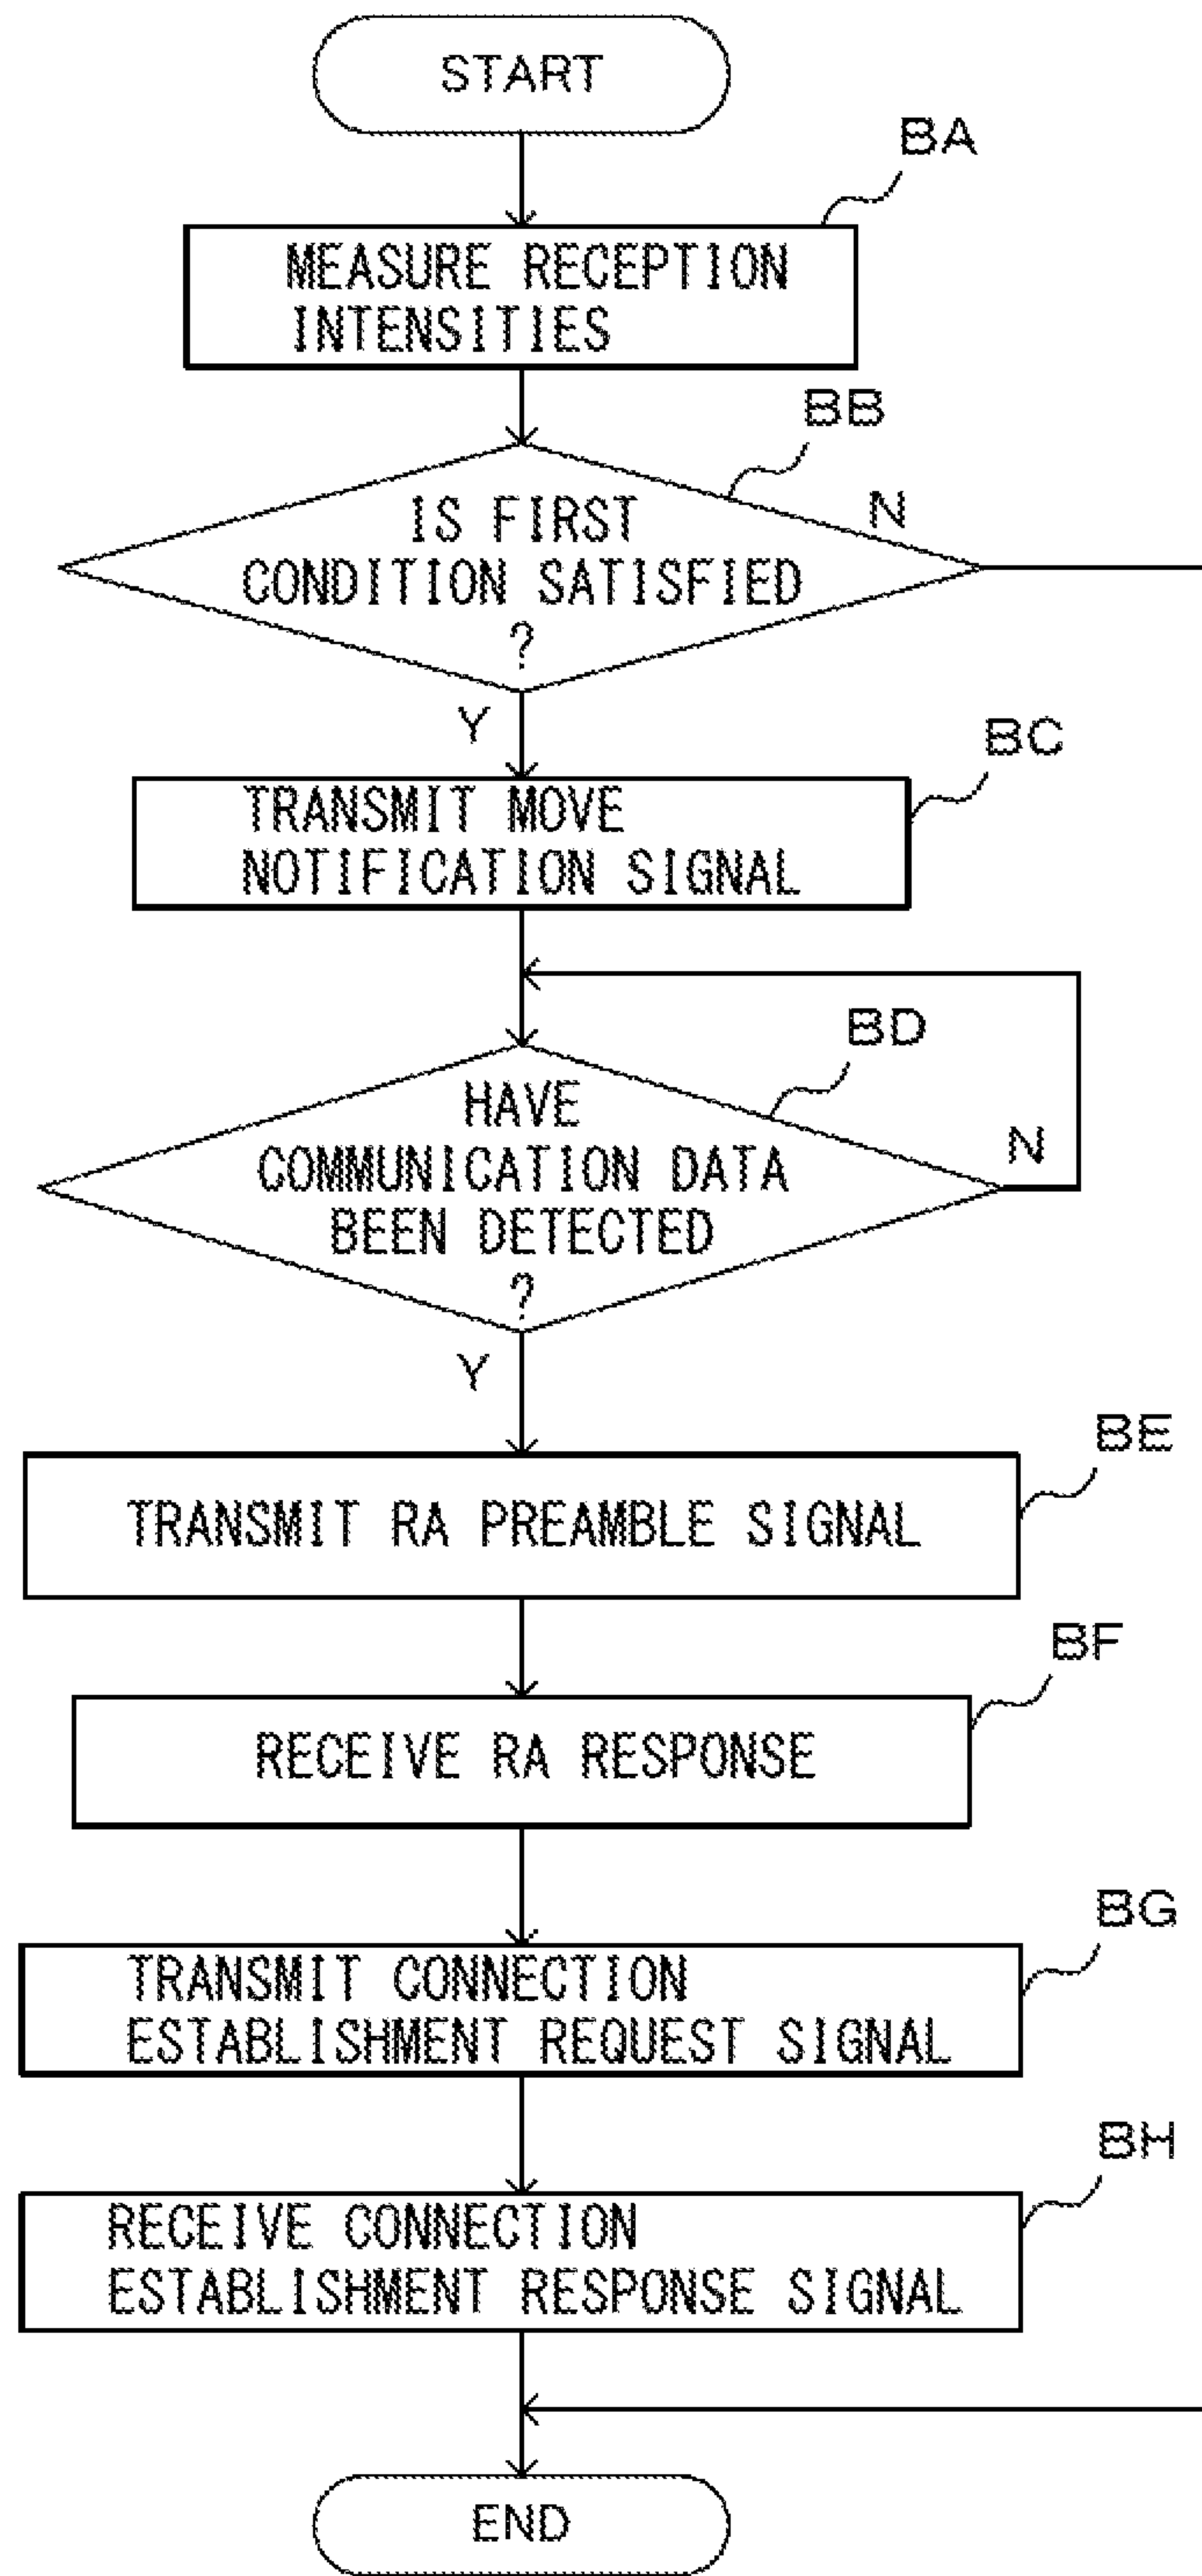 START
BA
MEASURE RECEPTION
INTENSITIES
BB
IS FIRST
CONDITION SATISFIED
?
N
Y
BC
TRANSMIT MOVE
NOTIFICATION SIGNAL
BD
HAVE
COMMUNICATION DATA
BEEN DETECTED
?
N
Y
BE
TRANSMIT RA PREAMBLE SIGNAL
BF
RECEIVE RA RESPONSE
BG
TRANSMIT CONNECTION
ESTABLISHMENT REQUEST SIGNAL
BH
RECEIVE CONNECTION
ESTABLISHMENT RESPONSE SIGNAL
END